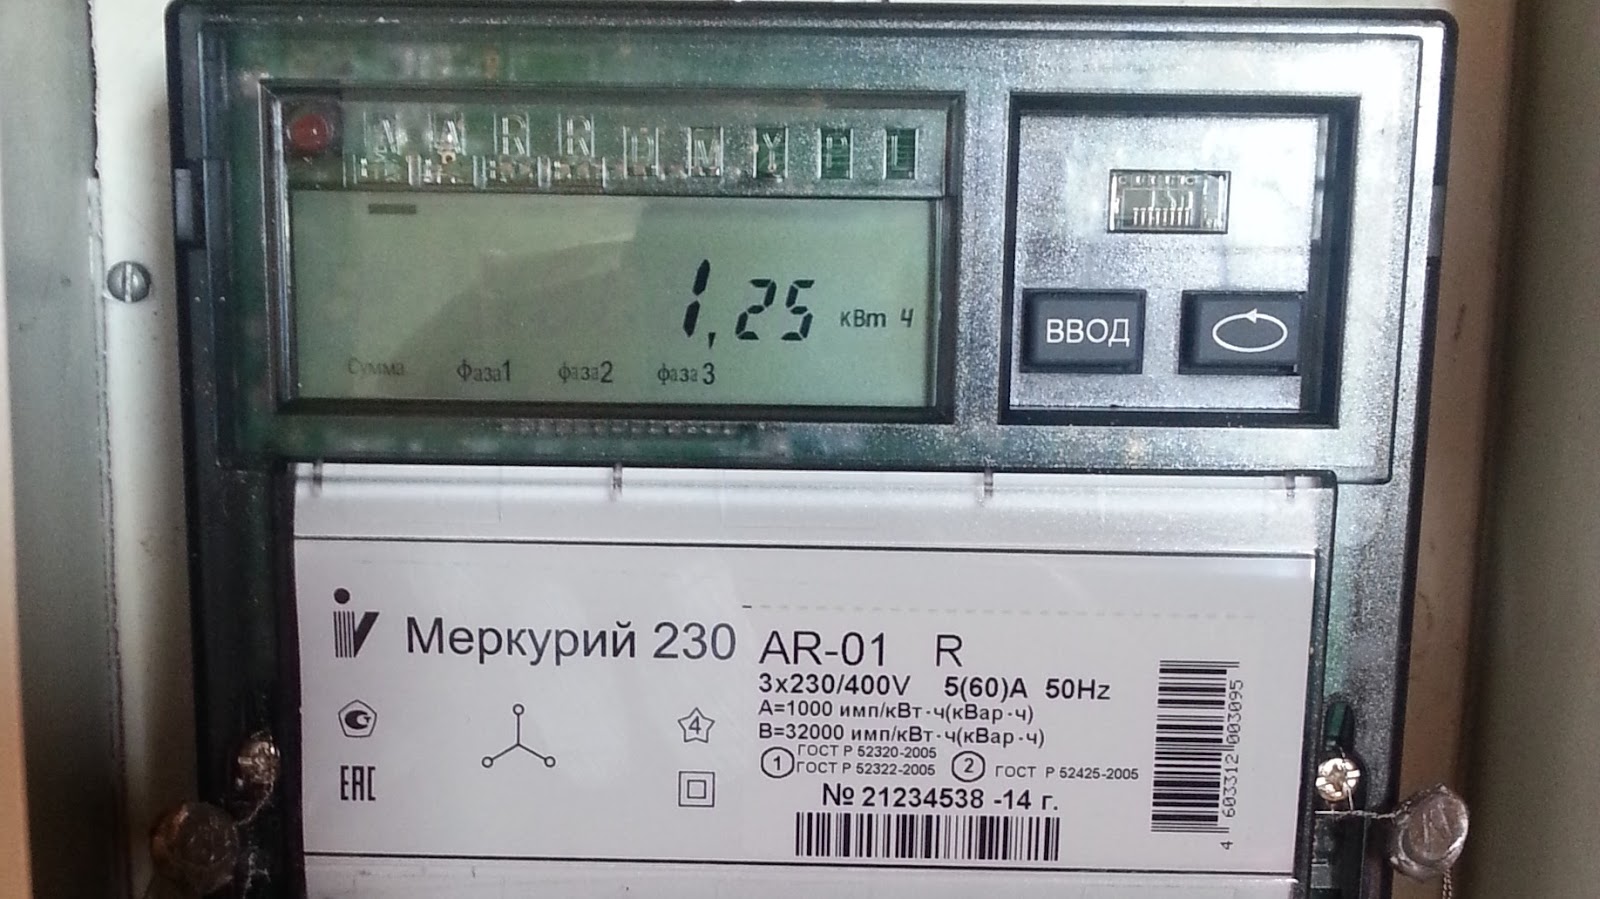 A A R R D M Y P L
1,25 кВт ч
Сумма фаза1 фаза2 фаза3
ВВОД
Меркурий 230 AR-01 R
3x230/400V 5(60)A 50Hz
A=1000 имп/кВт·ч(кВар·ч)
B=32000 имп/кВт·ч(кВар·ч)
1 ГОСТ Р 52320-2005
ГОСТ Р 52322-2005 2 ГОСТ Р 52425-2005
4
ЕАС
№ 21234538 -14 г.
4 603312 003095